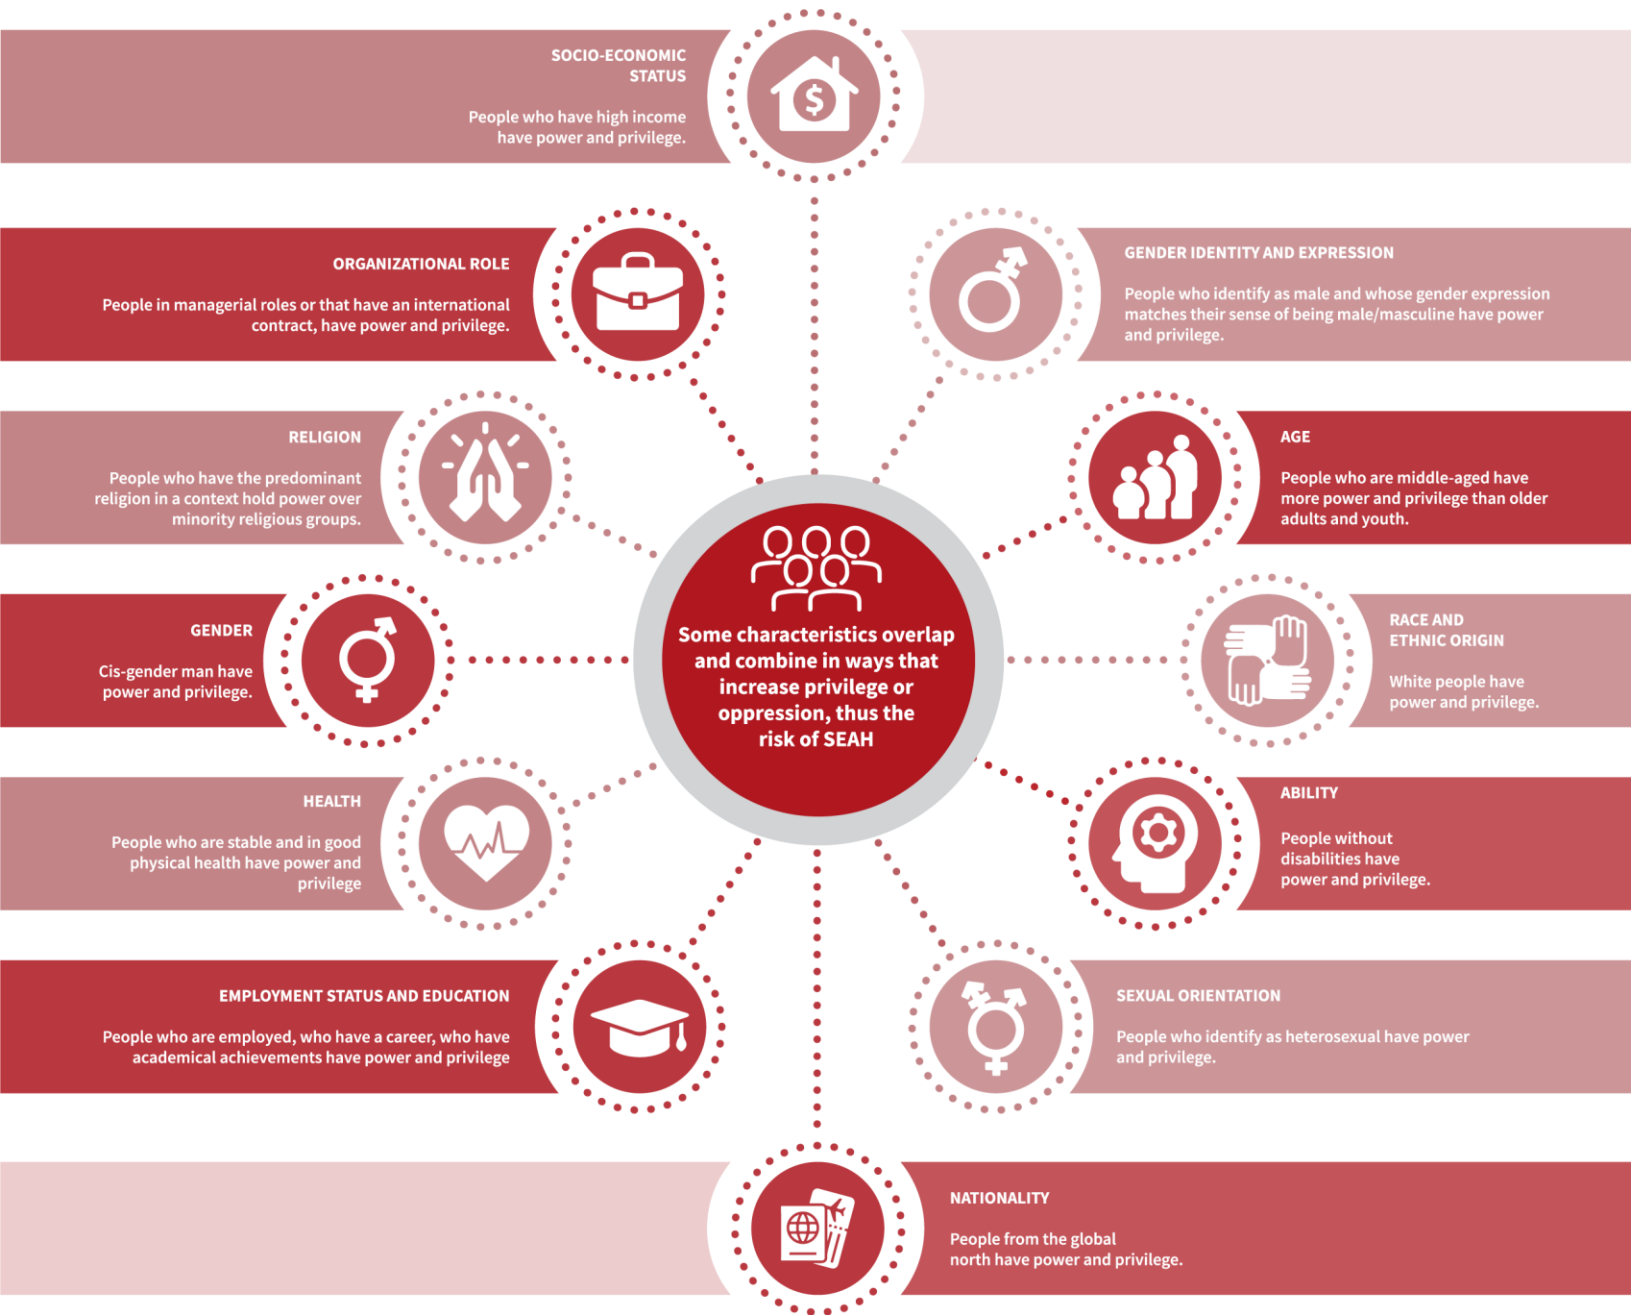 SOCIO-ECONOMIC
STATUS
People who have high income
have power and privilege.
$
ORGANIZATIONAL ROLE
People in managerial roles or that have an international
contract, have power and privilege.
GENDER IDENTITY AND EXPRESSION
People who identify as male and whose gender expression
matches their sense of being male/masculine have power
and privilege.
RELIGION
People who have the predominant
religion in a context hold power over
minority religious groups.
AGE
People who are middle-aged have
more power and privilege than older
adults and youth.
GENDER
Cis-gender man have
power and privilege.
Some characteristics overlap
and combine in ways that
increase privilege or
oppression, thus the
risk of SEAH
RACE AND
ETHNIC ORIGIN
White people have
power and privilege.
HEALTH
People who are stable and in good
physical health have power and
privilege
ABILITY
People without
disabilities have
power and privilege.
EMPLOYMENT STATUS AND EDUCATION
People who are employed, who have a career, who have
academical achievements have power and privilege
SEXUAL ORIENTATION
People who identify as heterosexual have power
and privilege.
NATIONALITY
People from the global
north have power and privilege.